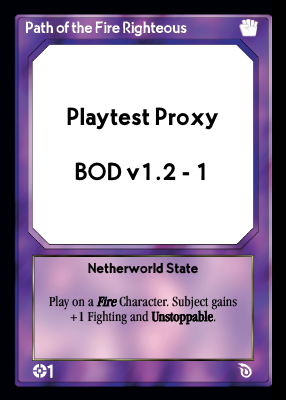 Path of the Fire Righteous
Playtest Proxy
BOD v1.2 - 1
Netherworld State
Play on a Fire Character. Subject gains
+1 Fighting and Unstoppable.
1